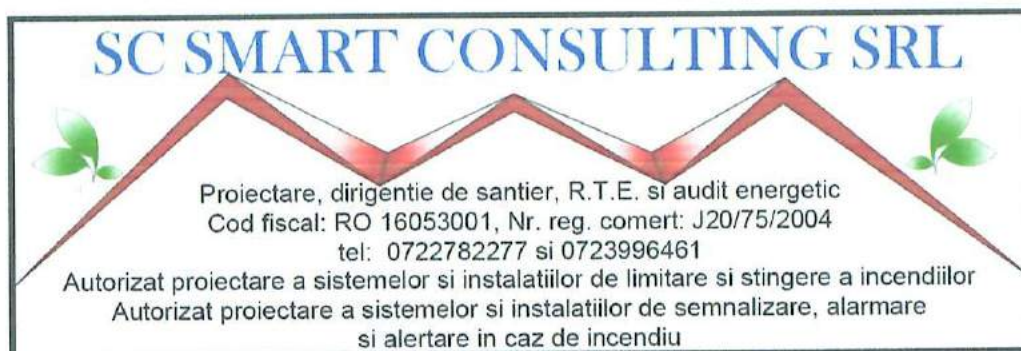 SC SMART CONSULTING SRL
Proiectare, dirigentie de santier, R.T.E. si audit energetic
Cod fiscal: RO 16053001, Nr. reg. comert: J20/75/2004
tel: 0722782277 si 0723996461
Autorizat proiectare a sistemelor si instalatiilor de limitare si stingere a incendiilor
Autorizat proiectare a sistemelor si instalatiilor de semnalizare, alarmare
si alertare in caz de incendiu